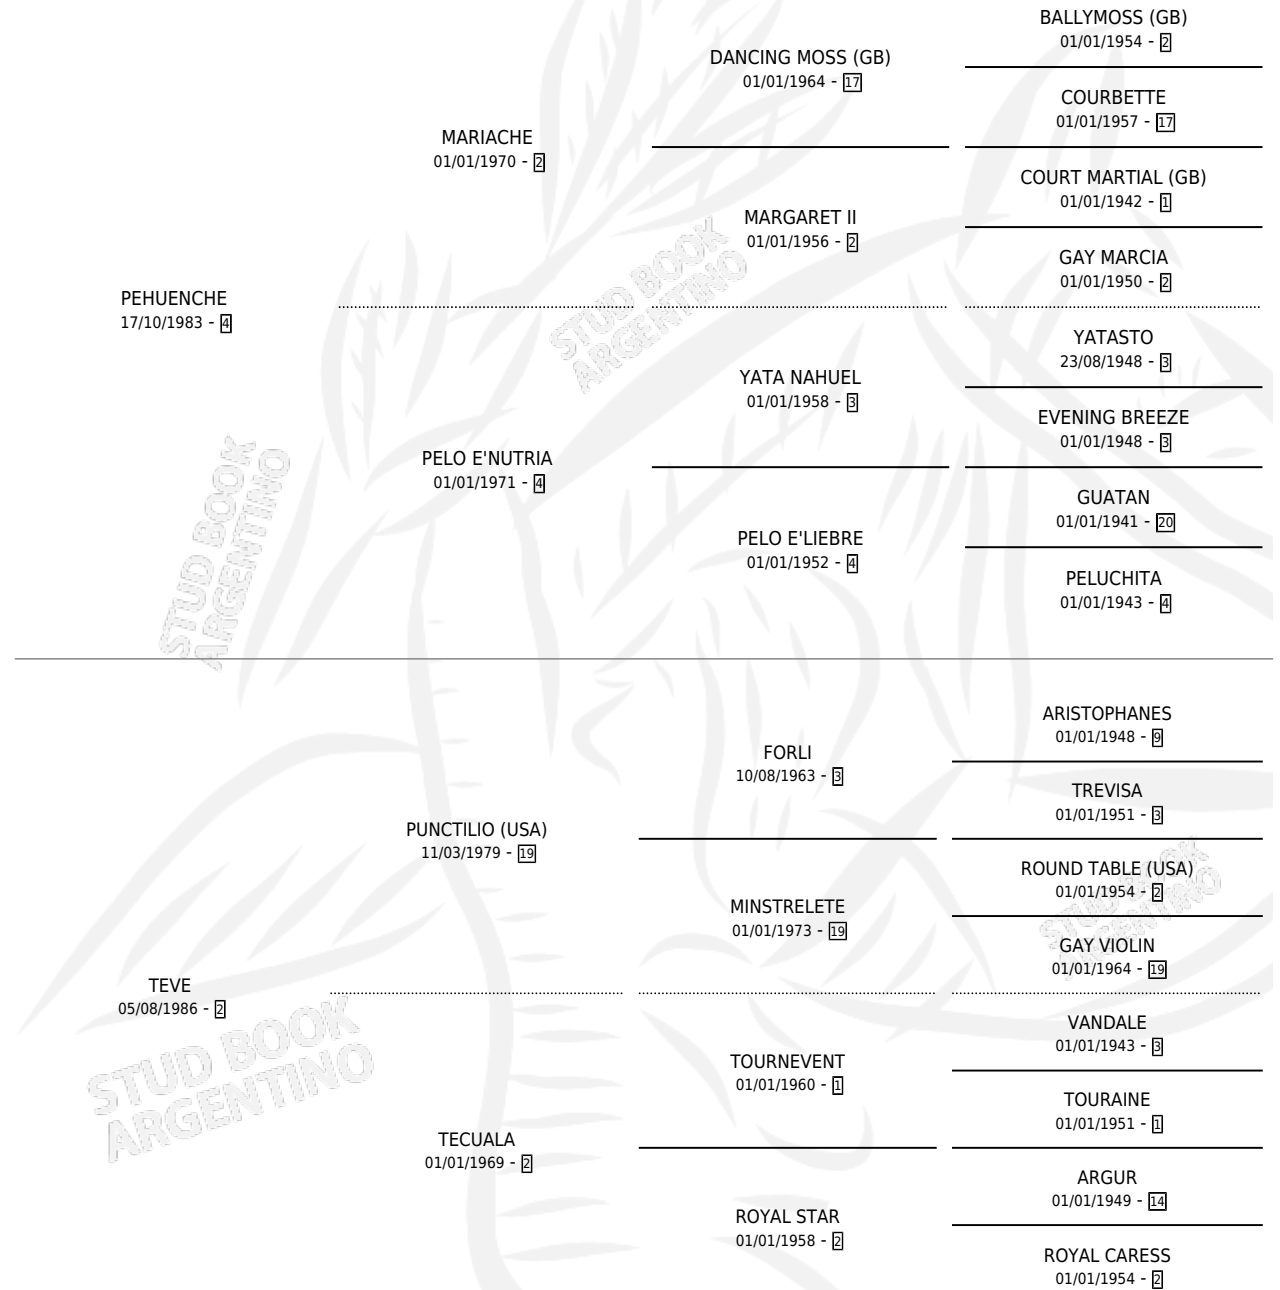 BALLYMOSS (GB)
01/01/1954 - 2
DANCING MOSS (GB)
01/01/1964 - 17
COURBETTE
01/01/1957 - 17
MARIACHE
01/01/1970 - 2
COURT MARTIAL (GB)
01/01/1942 - 1
MARGARET II
01/01/1956 - 2
GAY MARCIA
01/01/1950 - 2
PEHUENCHE
17/10/1983 - 4
STUD BOOK
ARGENTINO
YATASTO
23/08/1948 - 3
YATA NAHUEL
01/01/1958 - 3
EVENING BREEZE
01/01/1948 - 3
PELO E'NUTRIA
01/01/1971 - 4
GUATAN
01/01/1941 - 20
PELO E'LIEBRE
01/01/1952 - 4
PELUCHITA
01/01/1943 - 4
STUD BOOK
ARGENTINO
ARISTOPHANES
01/01/1948 - 9
FORLI
10/08/1963 - 3
TREVISA
01/01/1951 - 3
PUNCTILIO (USA)
11/03/1979 - 19
ROUND TABLE (USA)
01/01/1954 - 2
MINSTRELETE
01/01/1973 - 19
GAY VIOLIN
01/01/1964 - 19
STUD BOOK
ARGENTINO
TEVE
05/08/1986 - 2
VANDALE
01/01/1943 - 3
TOURNEVENT
01/01/1960 - 1
TOURAINE
01/01/1951 - 1
STUD BOOK
ARGENTINO
TECUALA
01/01/1969 - 2
ARGUR
01/01/1949 - 14
ROYAL STAR
01/01/1958 - 2
ROYAL CARESS
01/01/1954 - 2